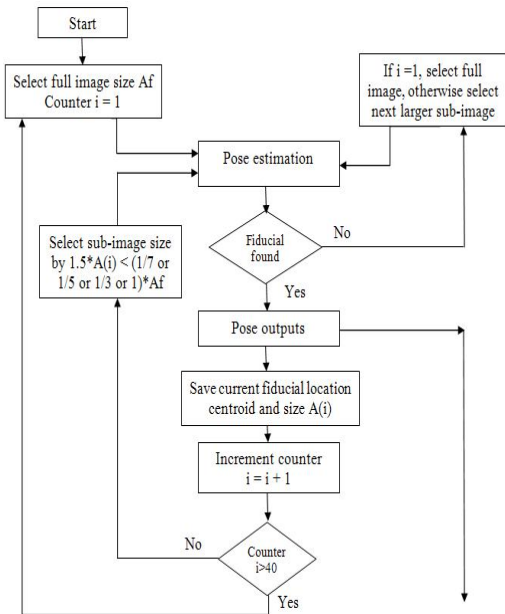 Start
Select full image size Af
Counter i = 1
If i =1, select full
image, otherwise select
next larger sub-image
Pose estimation
Select sub-image size
by 1.5*A(i) < (1/7 or
1/5 or 1/3 or 1)*Af
Fiducial
found
No
Yes
Pose outputs
Save current fiducial location
centroid and size A(i)
Increment counter
i = i + 1
No
Counter
i>40
Yes